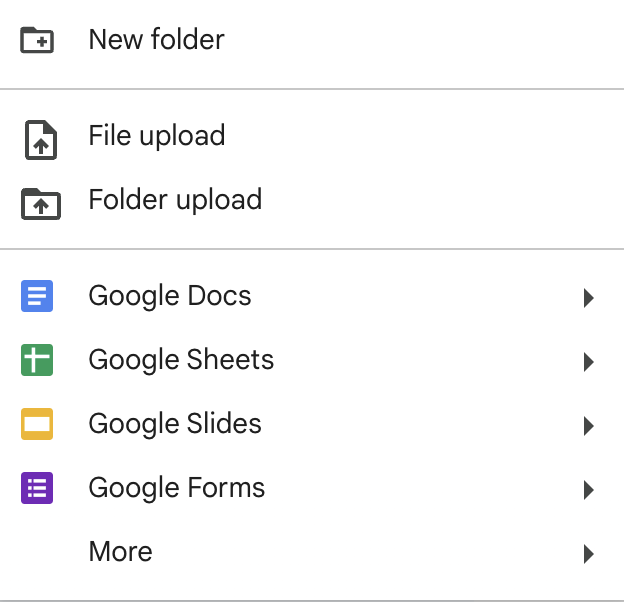 New folder
File upload
Folder upload
Google Docs
Google Sheets
Google Slides
Google Forms
More